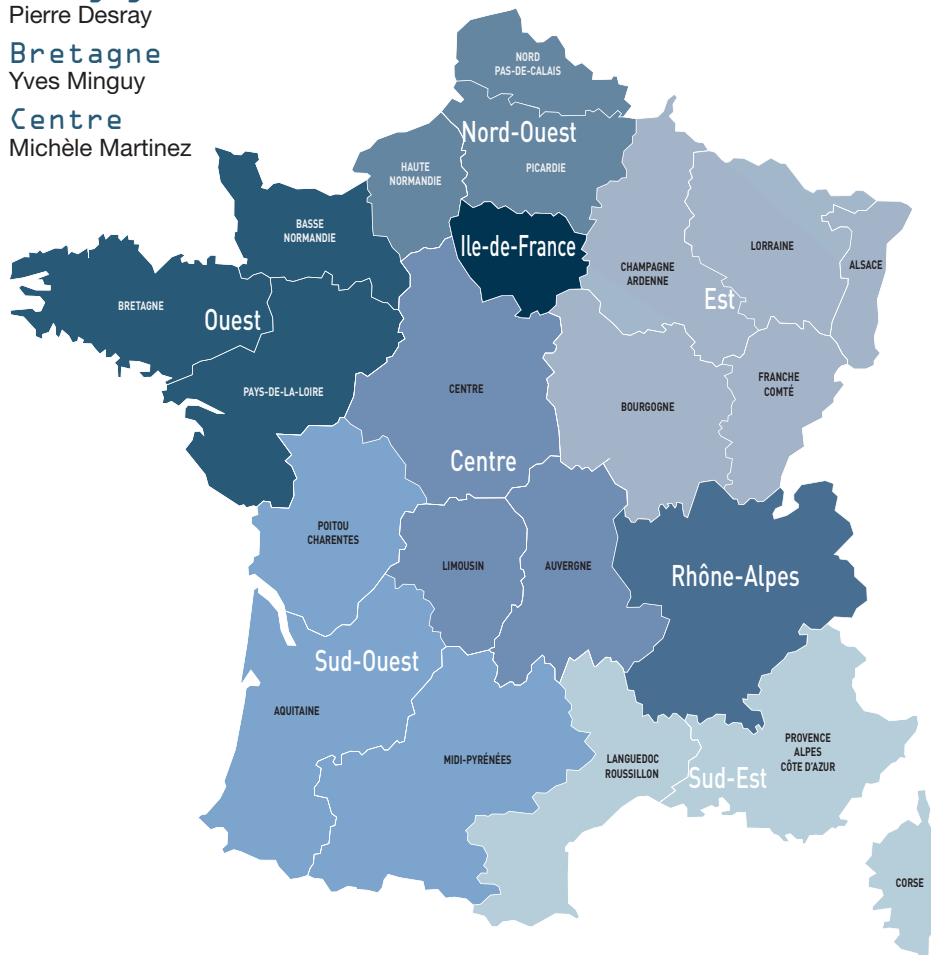 Pierre Desray
Bretagne
Yves Minguy
Centre
Michèle Martinez
NORD
PAS-DE-CALAIS
Nord-Ouest
HAUTE
NORMANDIE
PICARDIE
BASSE
NORMANDIE
Ile-de-France
CHAMPAGNE
ARDENNE
LORRAINE
ALSACE
Est
BRETAGNE
Ouest
PAYS-DE-LA-LOIRE
CENTRE
Centre
BOURGOGNE
FRANCHE
COMTÉ
POITOU
CHARENTES
LIMOUSIN
AUVERGNE
Rhône-Alpes
Sud-Ouest
AQUITAINE
MIDI-PYRÉNÉES
LANGUEDOC
ROUSSILLON
PROVENCE
ALPES
CÔTE D'AZUR
Sud-Est
CORSE